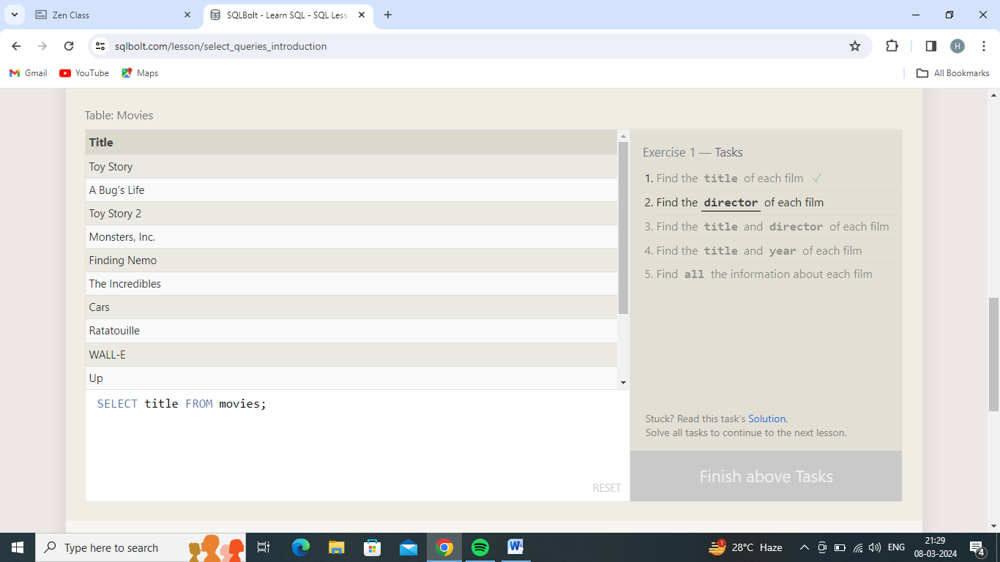 Zen Class
SQLBolt - Learn SQL - SQL Less
sqlbolt.com/lesson/select_queries_introduction
H
Gmail
YouTube
Maps
All Bookmarks
Table: Movies
Title
Toy Story
A Bug's Life
Toy Story 2
Monsters, Inc.
Finding Nemo
The Incredibles
Cars
Ratatouille
WALL-E
Up
SELECT title FROM movies;
RESET
Exercise 1 — Tasks
1. Find the title of each film ✓
2. Find the director of each film
3. Find the title and director of each film
4. Find the title and year of each film
5. Find all the information about each film
Stuck? Read this task's Solution.
Solve all tasks to continue to the next lesson.
Finish above Tasks
Type here to search
1
28°C Haze
ENG
21:29
08-03-2024
4